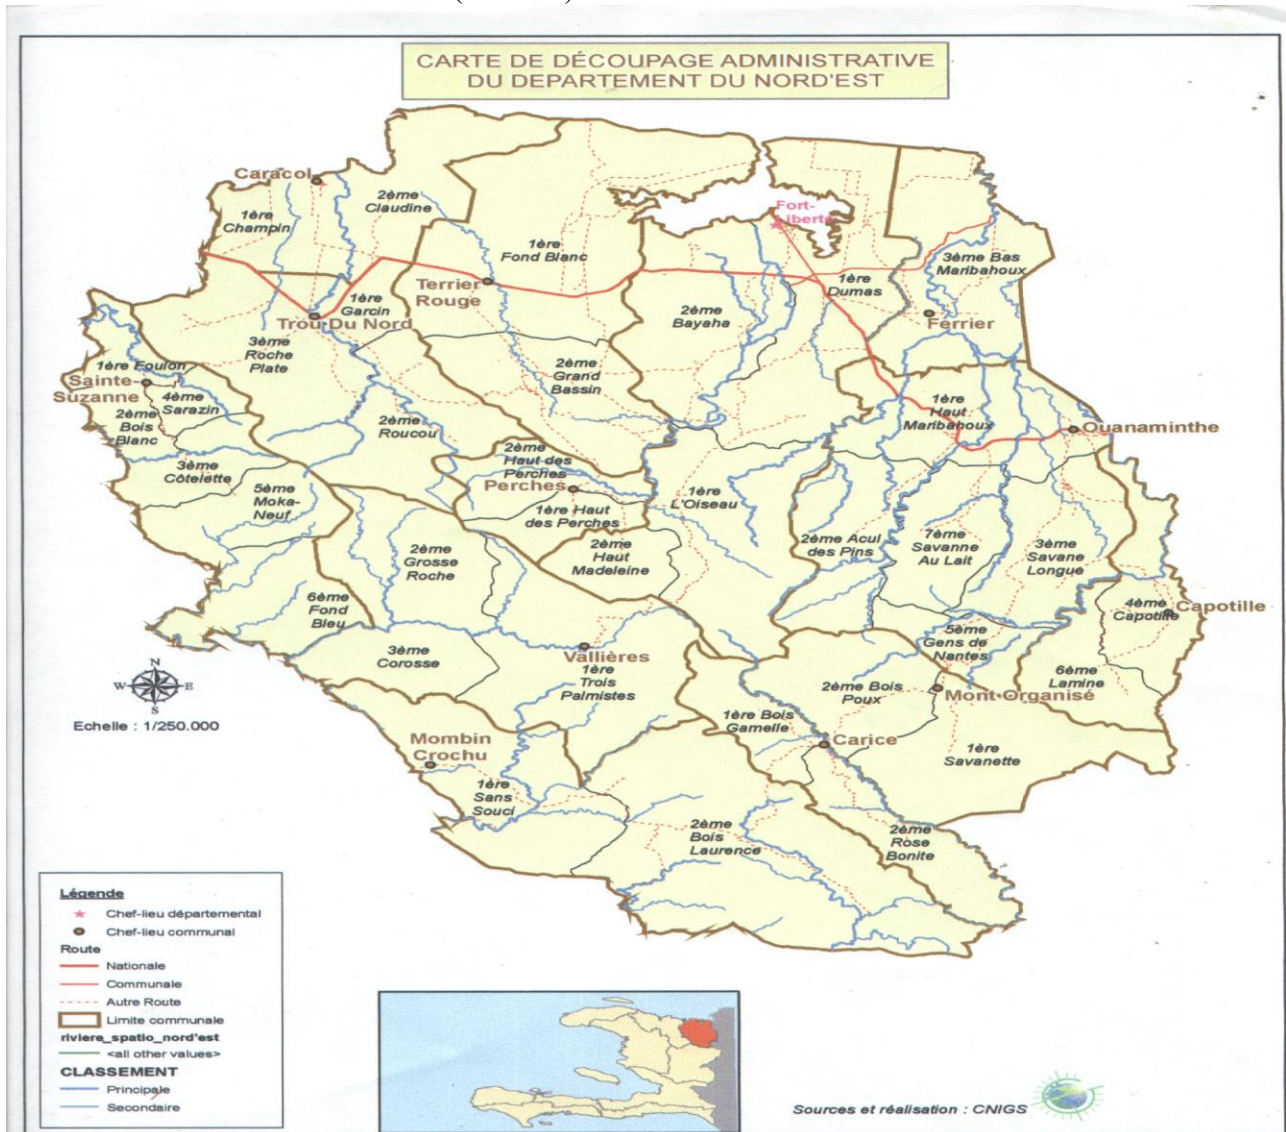 CARTE DE DÉCOUPAGE ADMINISTRATIVE
DU DEPARTEMENT DU NORD'EST
Caracol
2ème
Claudine
1ère
Champin
Fort-
Liberté
1ère
Fond Blanc
3ème Bas
Maribahoux
Terrier
Rouge
1ère
Dumas
1ère
Garcin
2ème
Bayaha
Trou Du Nord
Ferrier
3ème
Roche
Plate
1ère Foulon
Sainte-
Suzanne
4ème
Sarazin
2ème
Grand
Bassin
2ème
Bois
Blanc
1ère
Haut
Maribahoux
2ème
Roucou
Ouanaminthe
3ème
Côtelette
2ème
Haut des
Perches
Perches
5ème
Moka-
Neuf
1ère
L'Oiseau
1ère Haut
des Perches
2ème Acul
des Pins
7ème
Savanne
Au Lait
3ème
Savane
Longue
2ème
Grosse
Roche
2ème
Haut
Madeleine
6ème
Fond
Bleu
4ème
Capotille
Capotille
3ème
Corosse
Vallières
5ème
Gens de
Nantes
1ère
Trois
Palmistes
6ème
Lamine
2ème Bois
Poux
Mont Organisé
N
W
E
S
Echelle : 1/250.000
1ère Bois
Gamelle
Carice
Mombin
Crochu
1ère
Savanette
1ère
Sans
Souci
2ème
Bois
Laurence
2ème
Rose
Bonite
Légende
Chef-lieu départemental
Chef-lieu communal
Route
Nationale
Communale
Autre Route
Limite communale
riviere_spatio_nord'est
<all other values>
CLASSEMENT
Principale
Secondaire
Sources et réalisation : CNIGS